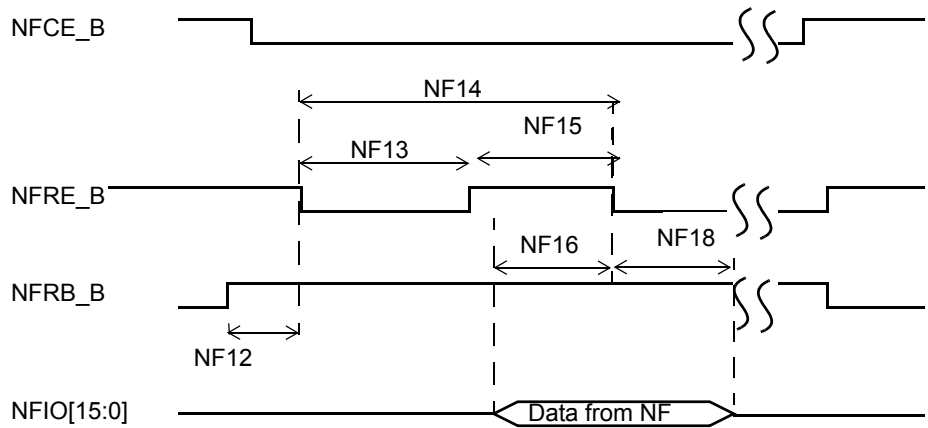 NFCE_B
NF14
NF15
NF13
NFRE_B
NF16
NF18
NFRB_B
NF12
NFIO[15:0]
Data from NF